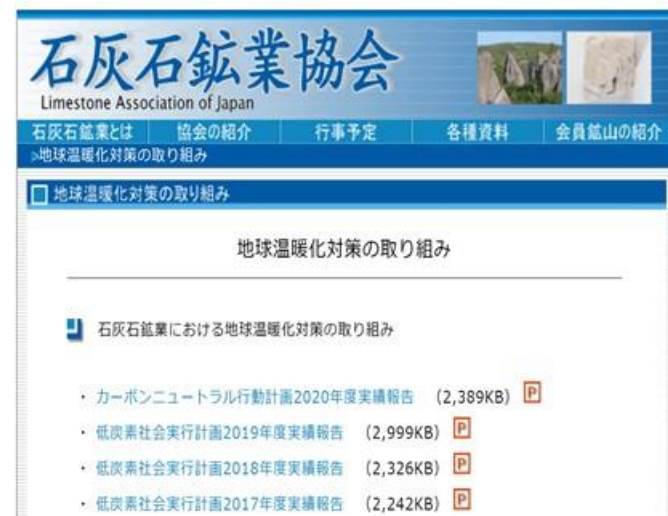 石灰石鉱業協会
Limestone Association of Japan
石灰石鉱業とは 協会の紹介 行事予定 各種資料 会員鉱山の紹介
»地球温暖化対策の取り組み
地球温暖化対策の取り組み
地球温暖化対策の取り組み
石灰石鉱業における地球温暖化対策の取り組み
・ カーボンニュートラル行動計画2020年度実績報告 (2,389KB) P
・ 低炭素社会実行計画2019年度実績報告 (2,999KB) P
・ 低炭素社会実行計画2018年度実績報告 (2,326KB) P
・ 低炭素社会実行計画2017年度実績報告 (2,242KB) P